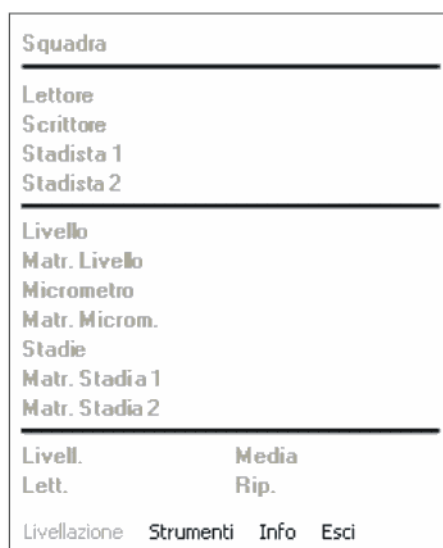 Squadra
Lettore
Scrittore
Stadista 1
Stadista 2
Livello
Matr. Livello
Micrometro
Matr. Microm.
Stadie
Matr. Stadia 1
Matr. Stadia 2
Livell. Media
Lett. Rip.
Livellazione Strumenti Info Esci